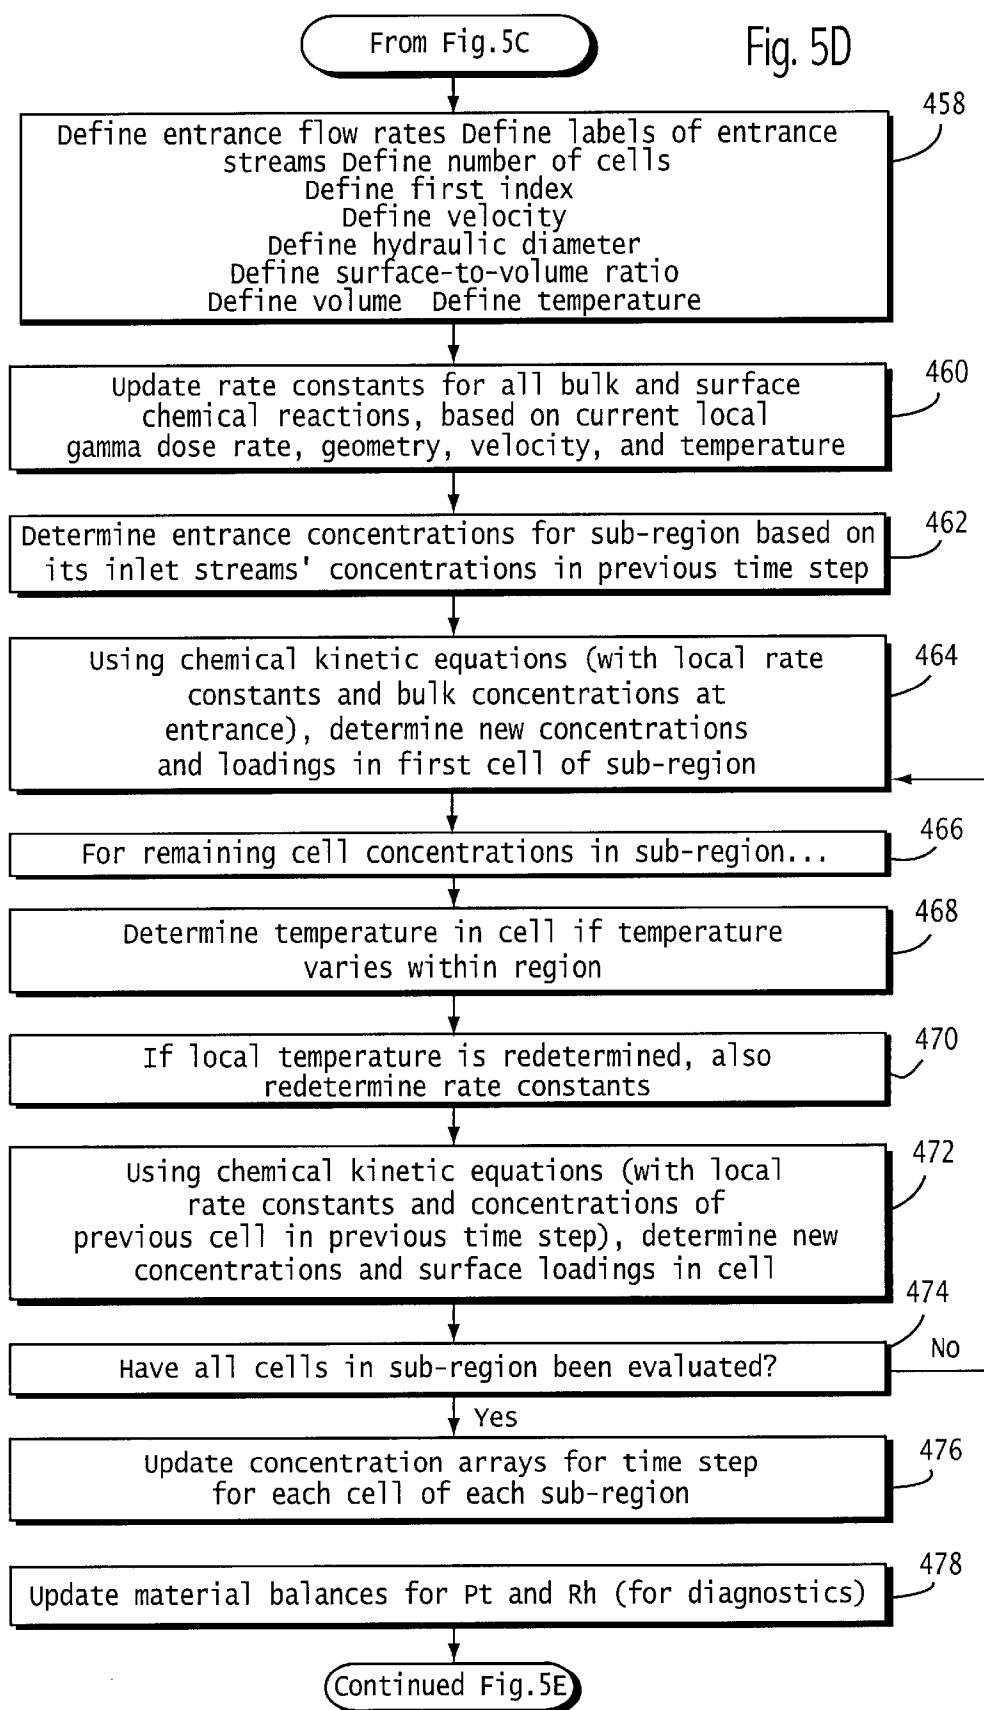 From Fig.5C
Fig. 5D
458
Define entrance flow rates Define labels of entrance
streams Define number of cells
Define first index
Define velocity
Define hydraulic diameter
Define surface-to-volume ratio
Define volume Define temperature
460
Update rate constants for all bulk and surface
chemical reactions, based on current local
gamma dose rate, geometry, velocity, and temperature
462
Determine entrance concentrations for sub-region based on
its inlet streams' concentrations in previous time step
464
Using chemical kinetic equations (with local rate
constants and bulk concentrations at
entrance), determine new concentrations
and loadings in first cell of sub-region
466
For remaining cell concentrations in sub-region...
468
Determine temperature in cell if temperature
varies within region
470
If local temperature is redetermined, also
redetermine rate constants
472
Using chemical kinetic equations (with local
rate constants and concentrations of
previous cell in previous time step), determine new
concentrations and surface loadings in cell
474
Have all cells in sub-region been evaluated?
No
Yes
476
Update concentration arrays for time step
for each cell of each sub-region
478
Update material balances for Pt and Rh (for diagnostics)
Continued Fig.5E